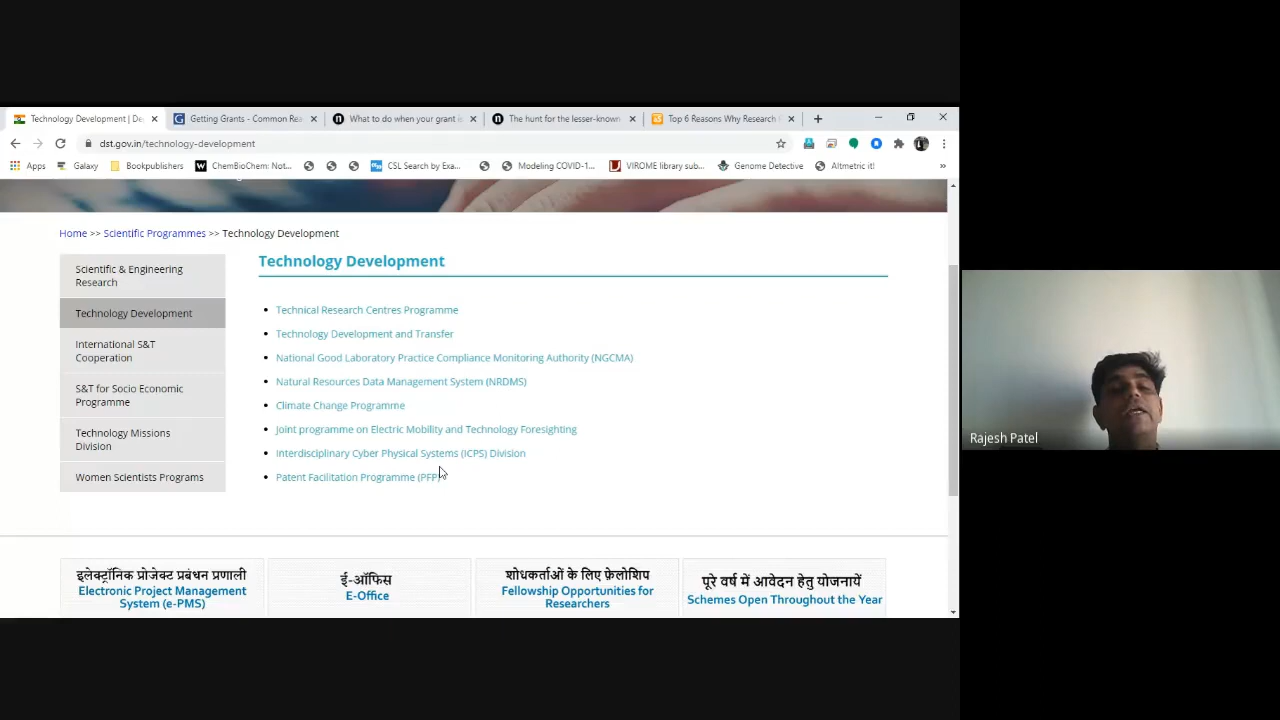 Technology Development | De
Getting Grants - Common Rea
What to do when your grant is
The hunt for the lesser-known
Top 6 Reasons Why Research
dst.gov.in/technology-development
Apps
Galaxy
Bookpublishers
ChemBioChem: Not...
CSL Search by Exa...
Modeling COVID-1...
VIROME library sub...
Genome Detective
Altmetric it!
Home >> Scientific Programmes >> Technology Development
Scientific & Engineering
Research
Technology Development
International S&T
Cooperation
S&T for Socio Economic
Programme
Technology Missions
Division
Women Scientists Programs
Technology Development
Technical Research Centres Programme
Technology Development and Transfer
National Good Laboratory Practice Compliance Monitoring Authority (NGCMA)
Natural Resources Data Management System (NRDMS)
Climate Change Programme
Joint programme on Electric Mobility and Technology Foresighting
Interdisciplinary Cyber Physical Systems (ICPS) Division
Patent Facilitation Programme (PFP)
इलेक्ट्रॉनिक प्रोजेक्ट प्रबंधन प्रणाली
Electronic Project Management
System (e-PMS)
ई-ऑफिस
E-Office
शोधकर्ताओं के लिए फ़ेलोशिप
Fellowship Opportunities for
Researchers
पूरे वर्ष में आवेदन हेतु योजनायें
Schemes Open Throughout the Year
Rajesh Patel